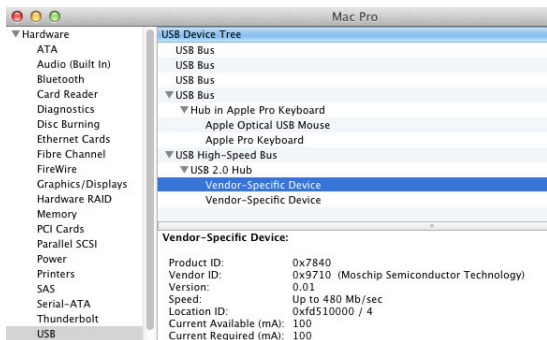 Mac Pro
Hardware
ATA
Audio (Built In)
Bluetooth
Card Reader
Diagnostics
Disc Burning
Ethernet Cards
Fibre Channel
FireWire
Graphics/Displays
Hardware RAID
Memory
PCI Cards
Parallel SCSI
Power
Printers
SAS
Serial-ATA
Thunderbolt
USB
USB Device Tree
USB Bus
USB Bus
USB Bus
USB Bus
Hub in Apple Pro Keyboard
Apple Optical USB Mouse
Apple Pro Keyboard
USB High-Speed Bus
USB 2.0 Hub
Vendor-Specific Device
Vendor-Specific Device
Vendor-Specific Device:
Product ID: 0x7840
Vendor ID: 0x9710 (Moschip Semiconductor Technology)
Version: 0.01
Speed: Up to 480 Mb/sec
Location ID: 0xfd510000 / 4
Current Available (mA): 100
Current Required (mA): 100